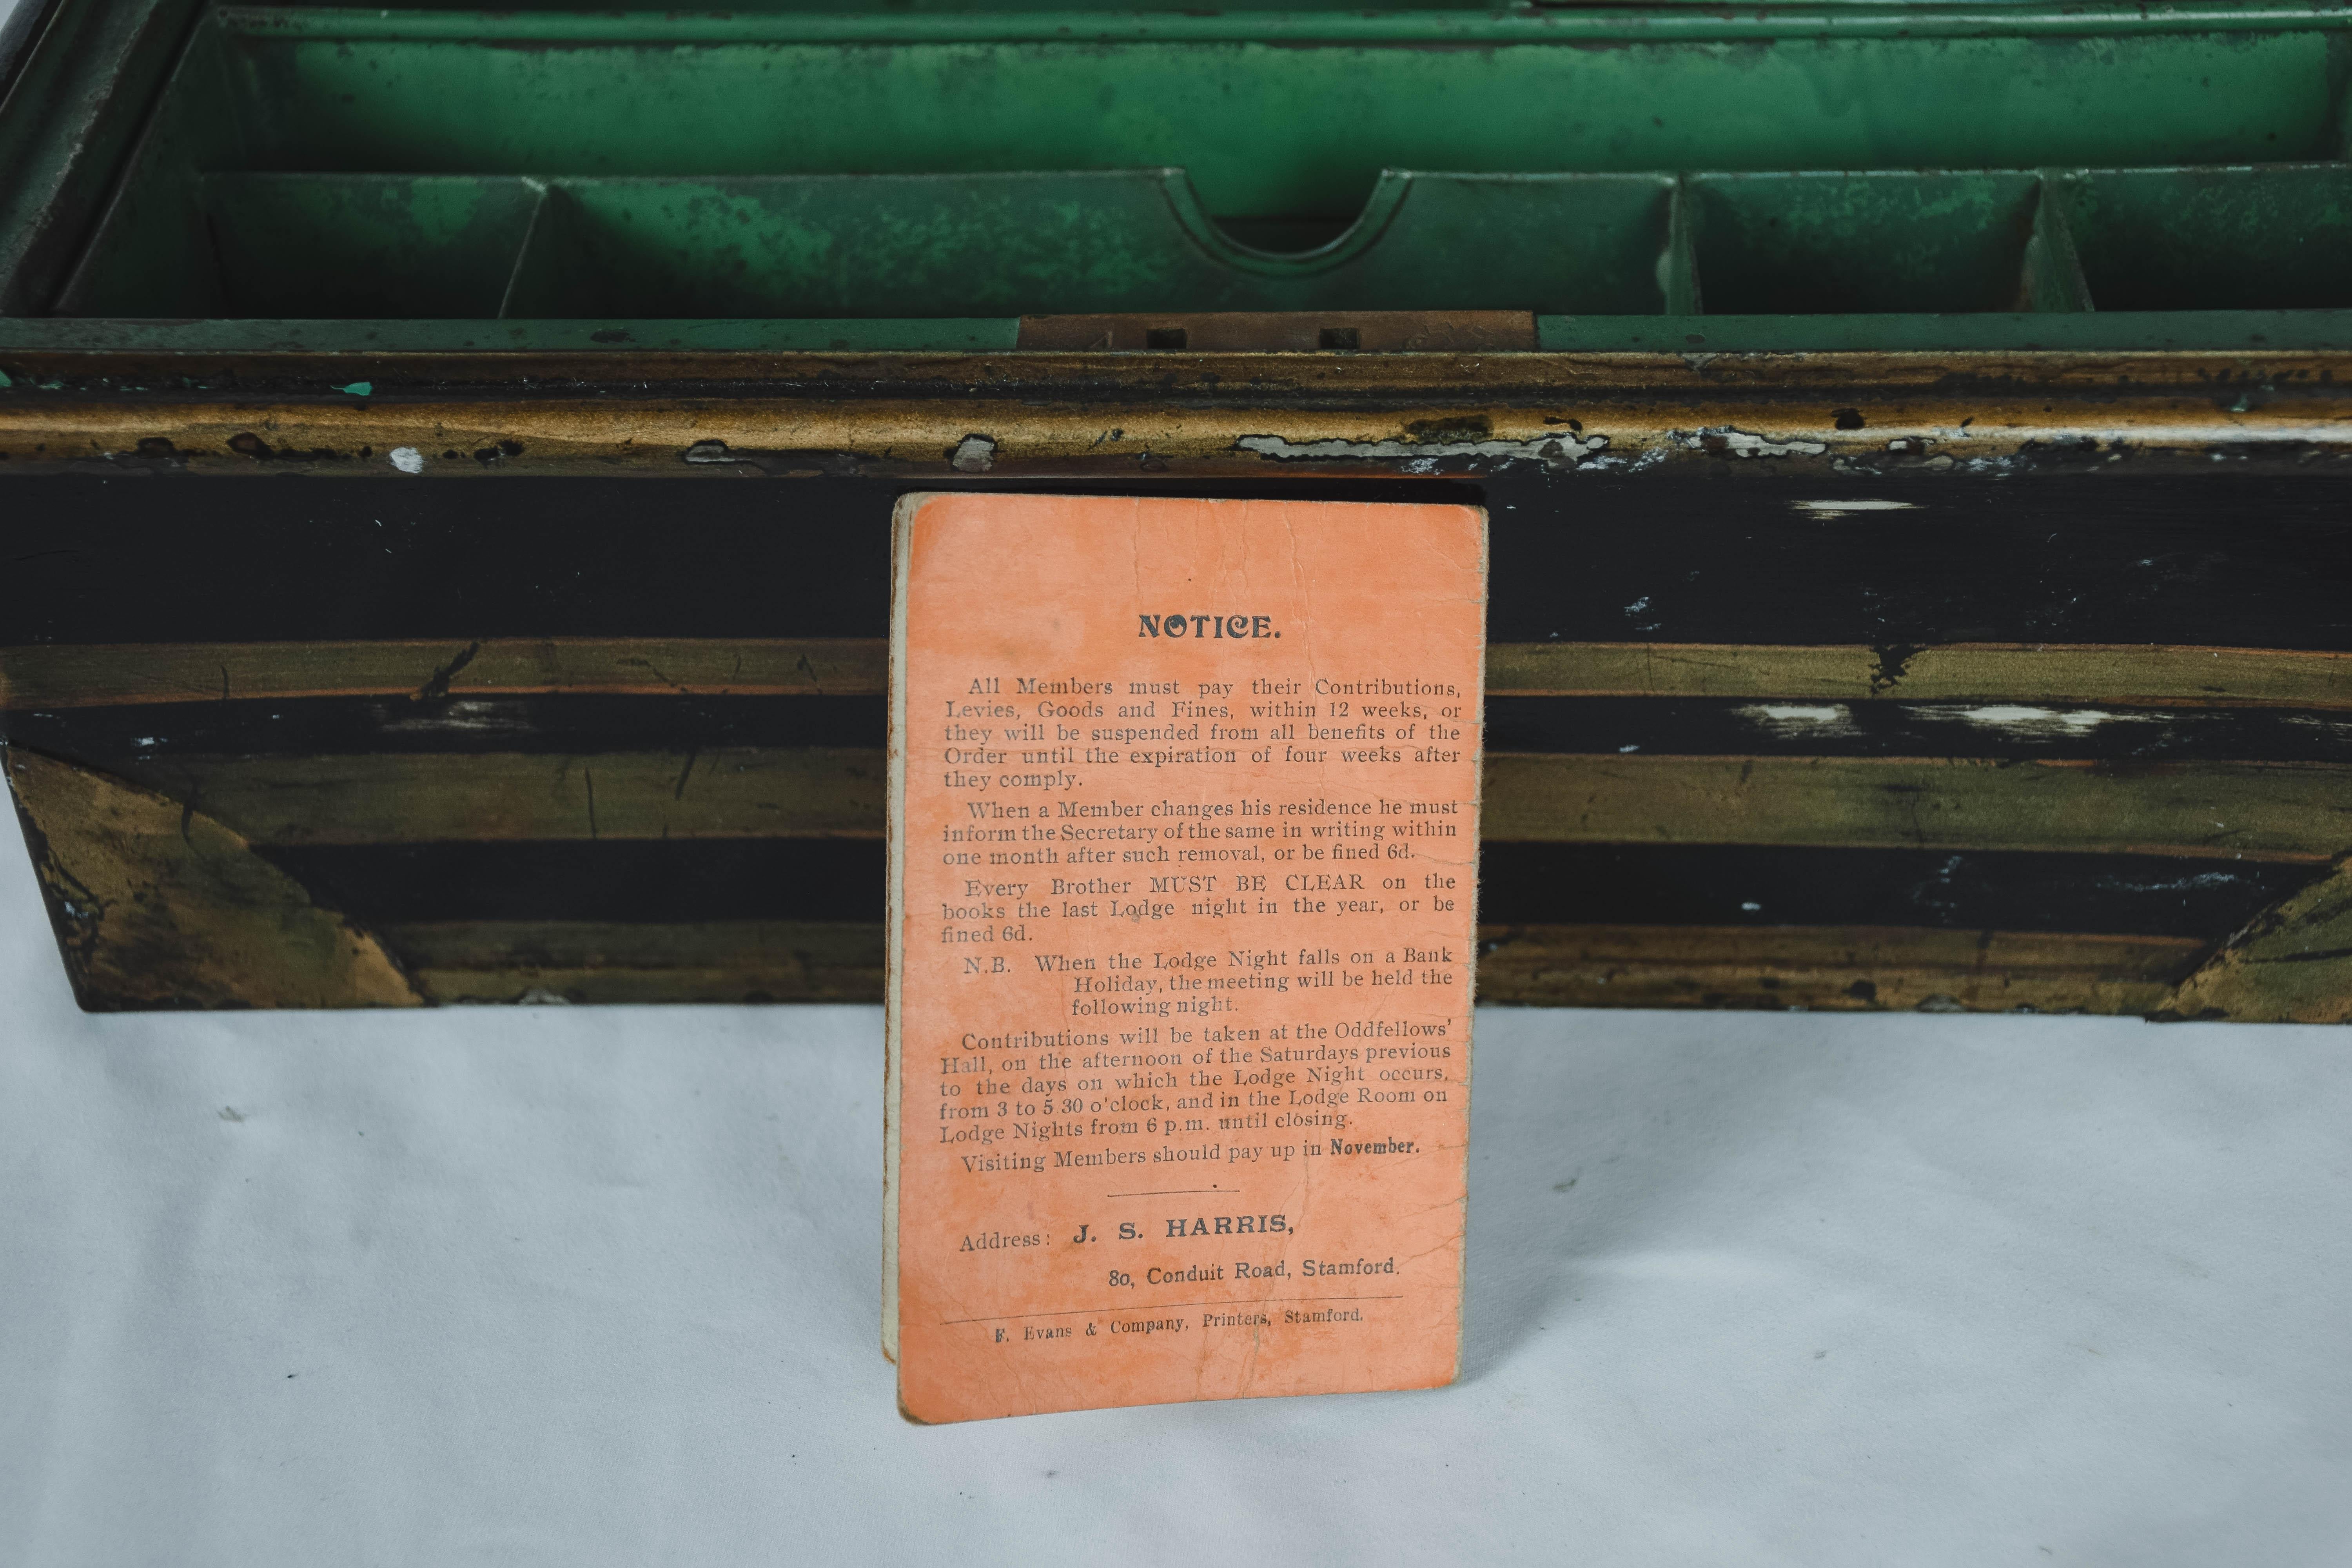 NOTICE.
All Members must pay their Contributions,
Levies, Goods and Fines, within 12 weeks, or
they will be suspended from all benefits of the
Order until the expiration of four weeks after
they comply.
When a Member changes his residence he must
inform the Secretary of the same in writing within
one month after such removal, or be fined 6d.
Every Brother MUST BE CLEAR on the
books the last Lodge night in the year, or be
fined 6d.
N.B. When the Lodge Night falls on a Bank
Holiday, the meeting will be held the
following night.
Contributions will be taken at the Oddfellows'
Hall, on the afternoon of the Saturdays previous
to the days on which the Lodge Night occurs,
from 3 to 5.30 o'clock, and in the Lodge Room on
Lodge Nights from 6 p.m. until closing.
Visiting Members should pay up in November.
Address: J. S. HARRIS,
80, Conduit Road, Stamford.
F. Evans & Company, Printers, Stamford.